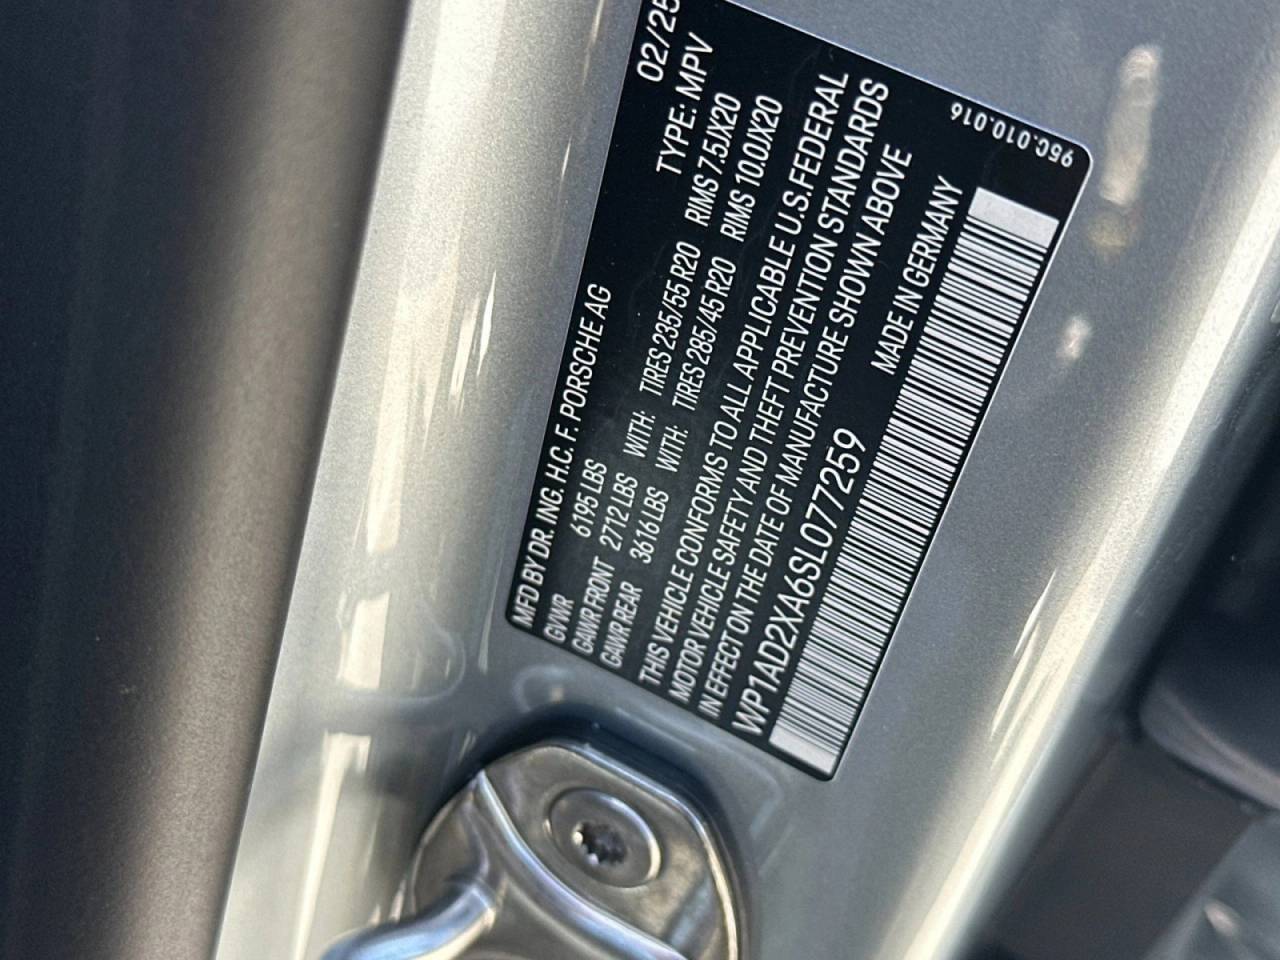 MFD BY DR. ING. H.C. F. PORSCHE AG 02/25
GVWR 6195 LBS TYPE: MPV
GAWR FRONT 2712 LBS WITH: TIRES 235/55 R20 RIMS 7.5JX20
GAWR REAR 3616 LBS WITH: TIRES 285/45 R20 RIMS 10.0JX20
THIS VEHICLE CONFORMS TO ALL APPLICABLE U.S.FEDERAL
MOTOR VEHICLE SAFETY AND THEFT PREVENTION STANDARDS
IN EFFECT ON THE DATE OF MANUFACTURE SHOWN ABOVE
WP1AD2XA6SL077259 MADE IN GERMANY
95C.010.016